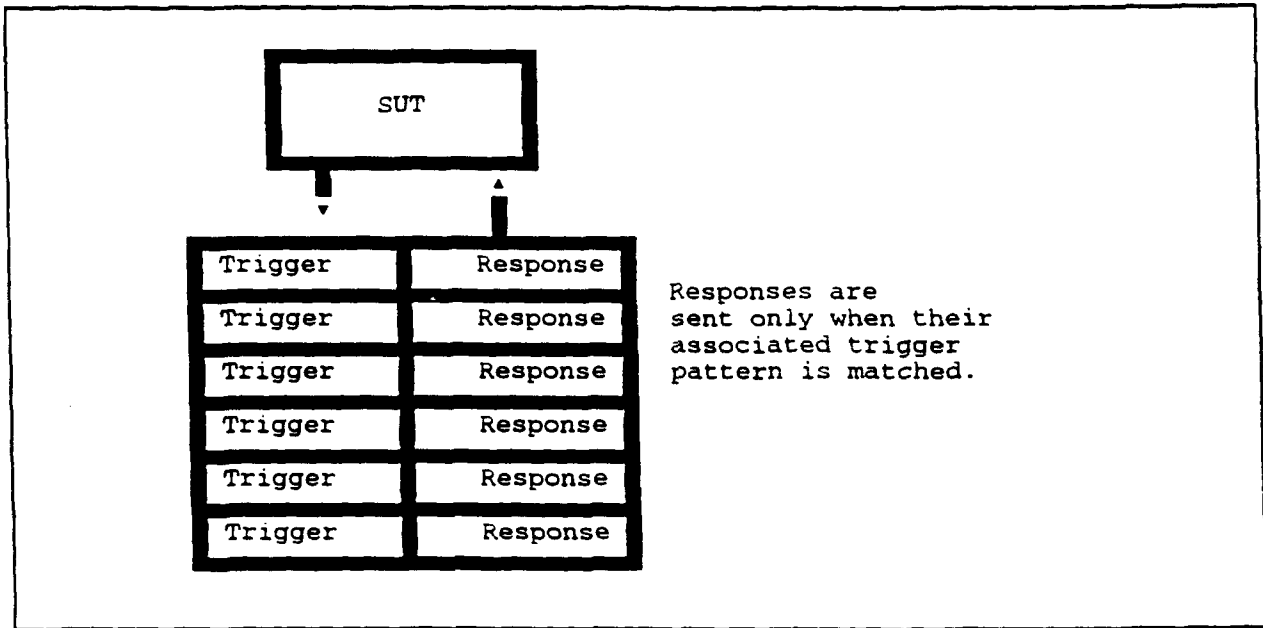 SUT
Trigger Response
Trigger Response
Trigger Response
Trigger Response
Trigger Response
Trigger Response
Responses are
sent only when their
associated trigger
pattern is matched.